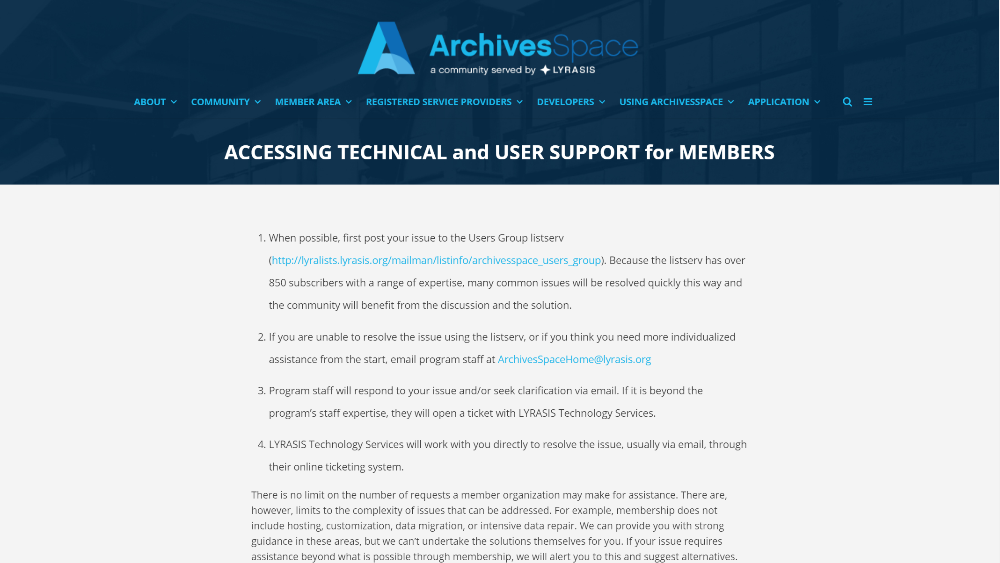 ArchivesSpace
a community served by LYRASIS
ABOUT COMMUNITY MEMBER AREA REGISTERED SERVICE PROVIDERS DEVELOPERS USING ARCHIVESSPACE APPLICATION
ACCESSING TECHNICAL and USER SUPPORT for MEMBERS
1. When possible, first post your issue to the Users Group listserv
(http://lyralists.lyrasis.org/mailman/listinfo/archivesspace_users_group). Because the listserv has over
850 subscribers with a range of expertise, many common issues will be resolved quickly this way and
the community will benefit from the discussion and the solution.
2. If you are unable to resolve the issue using the listserv, or if you think you need more individualized
assistance from the start, email program staff at ArchivesSpaceHome@lyrasis.org
3. Program staff will respond to your issue and/or seek clarification via email. If it is beyond the
program’s staff expertise, they will open a ticket with LYRASIS Technology Services.
4. LYRASIS Technology Services will work with you directly to resolve the issue, usually via email, through
their online ticketing system.
There is no limit on the number of requests a member organization may make for assistance. There are,
however, limits to the complexity of issues that can be addressed. For example, membership does not
include hosting, customization, data migration, or intensive data repair. We can provide you with strong
guidance in these areas, but we can’t undertake the solutions themselves for you. If your issue requires
assistance beyond what is possible through membership, we will alert you to this and suggest alternatives.